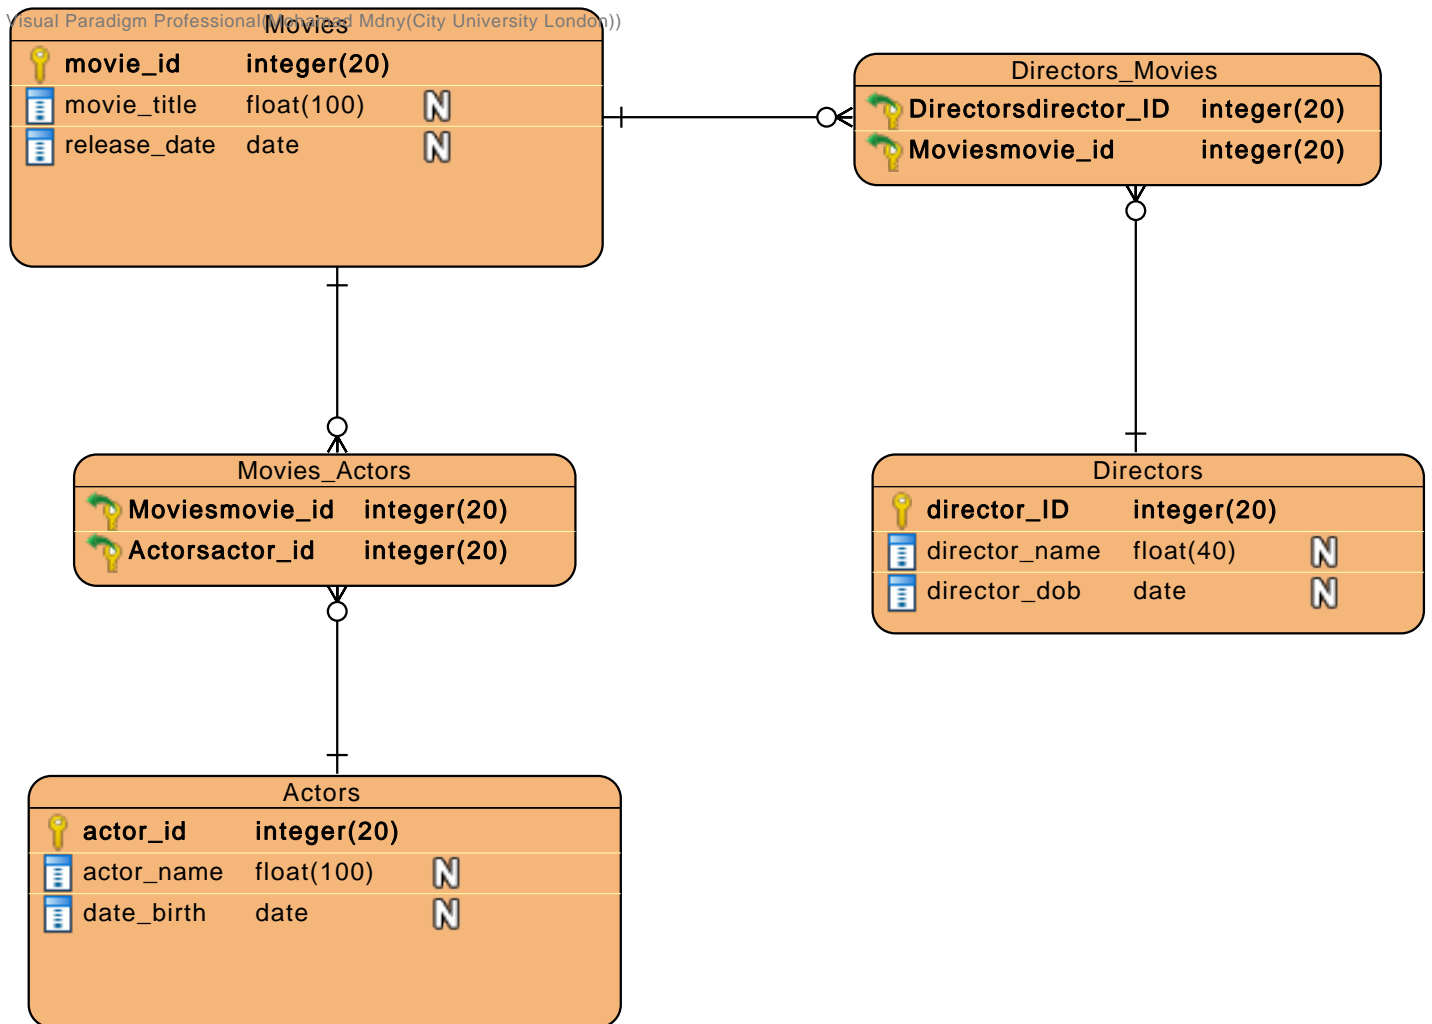 Visual Paradigm Professional(Mohamad Mdny(City University London))
Movies
movie_id integer(20)
movie_title float(100) N
release_date date N
Directors_Movies
Directorsdirector_ID integer(20)
Moviesmovie_id integer(20)
Movies_Actors
Moviesmovie_id integer(20)
Actorsactor_id integer(20)
Directors
director_ID integer(20)
director_name float(40) N
director_dob date N
Actors
actor_id integer(20)
actor_name float(100) N
date_birth date N